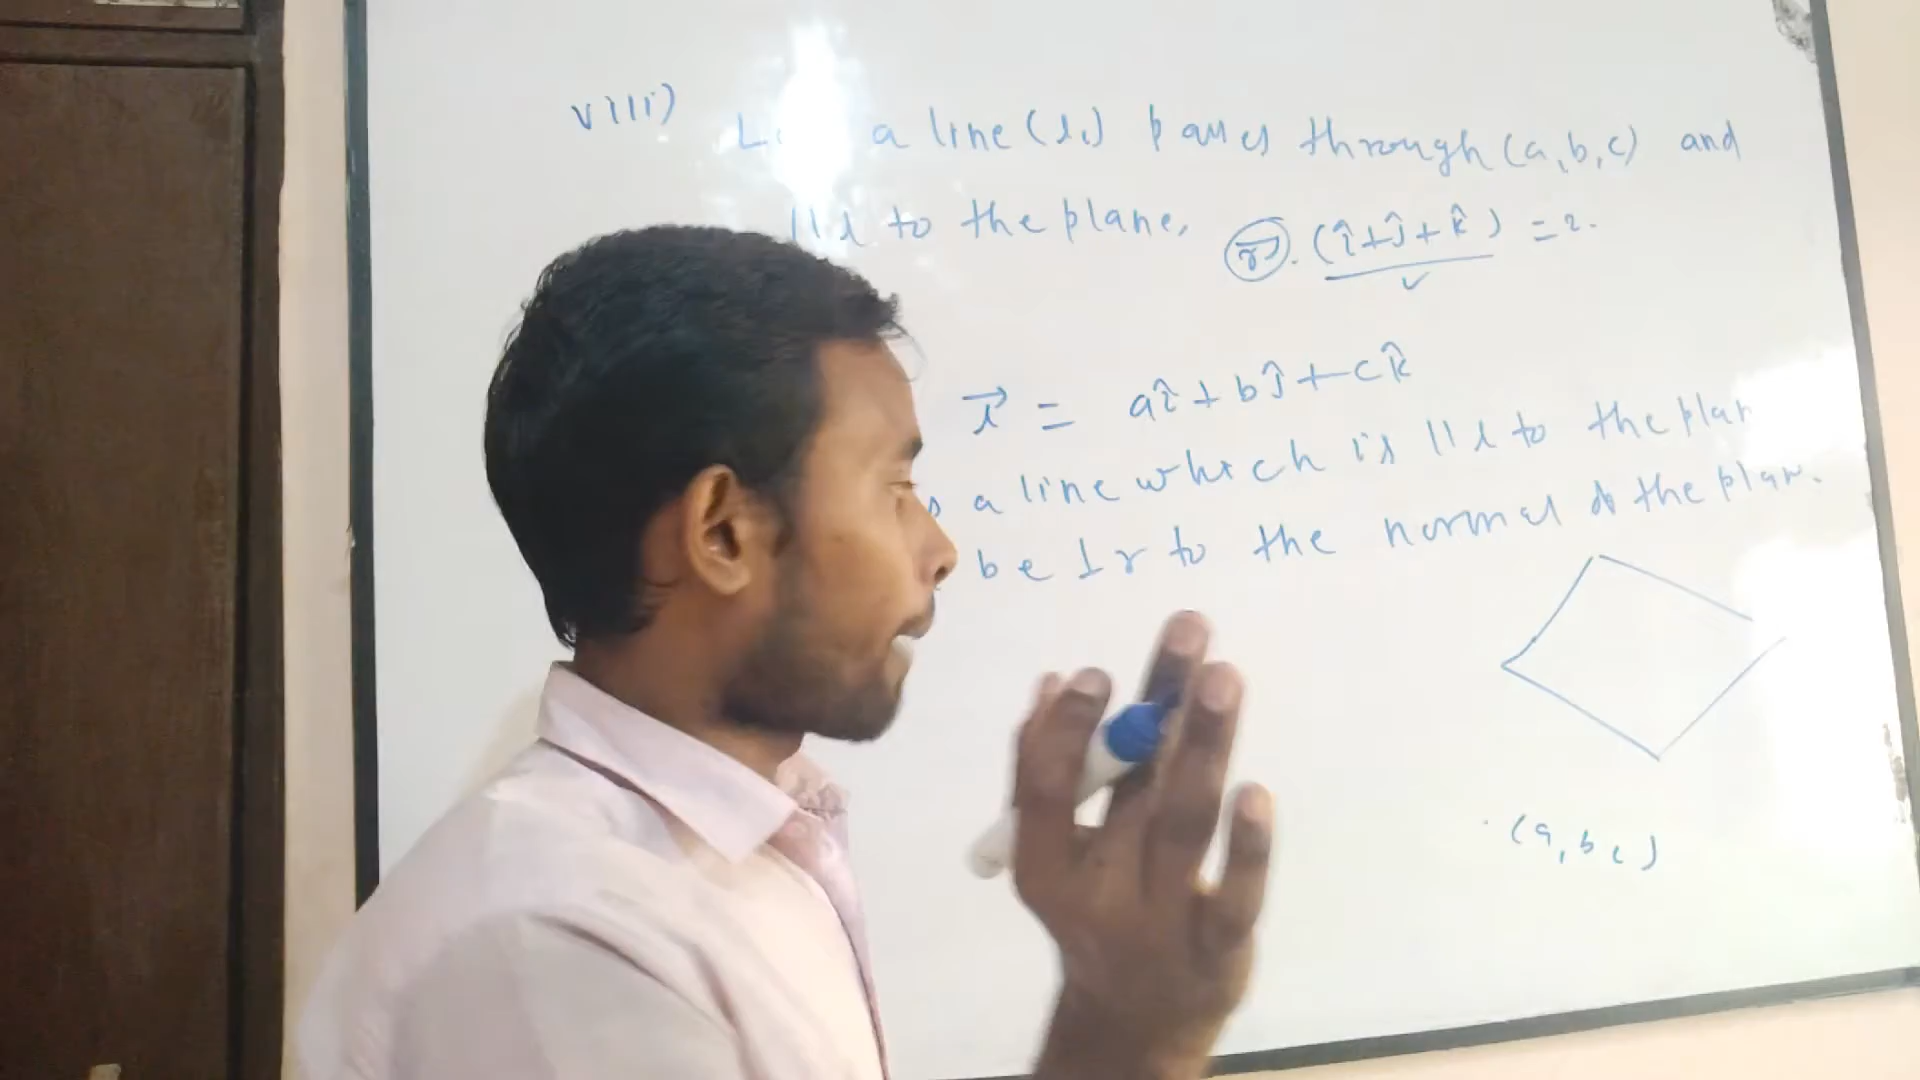 viii) a line (l₁) passes through (a, b, c) and
||l to the plane, r⃗. (î+ĵ+k̂) = 2.
l⃗ = aî + bĵ + ck̂
a line which is ||l to the plan
be ⊥r to the normal of the plan.
(a, b c)